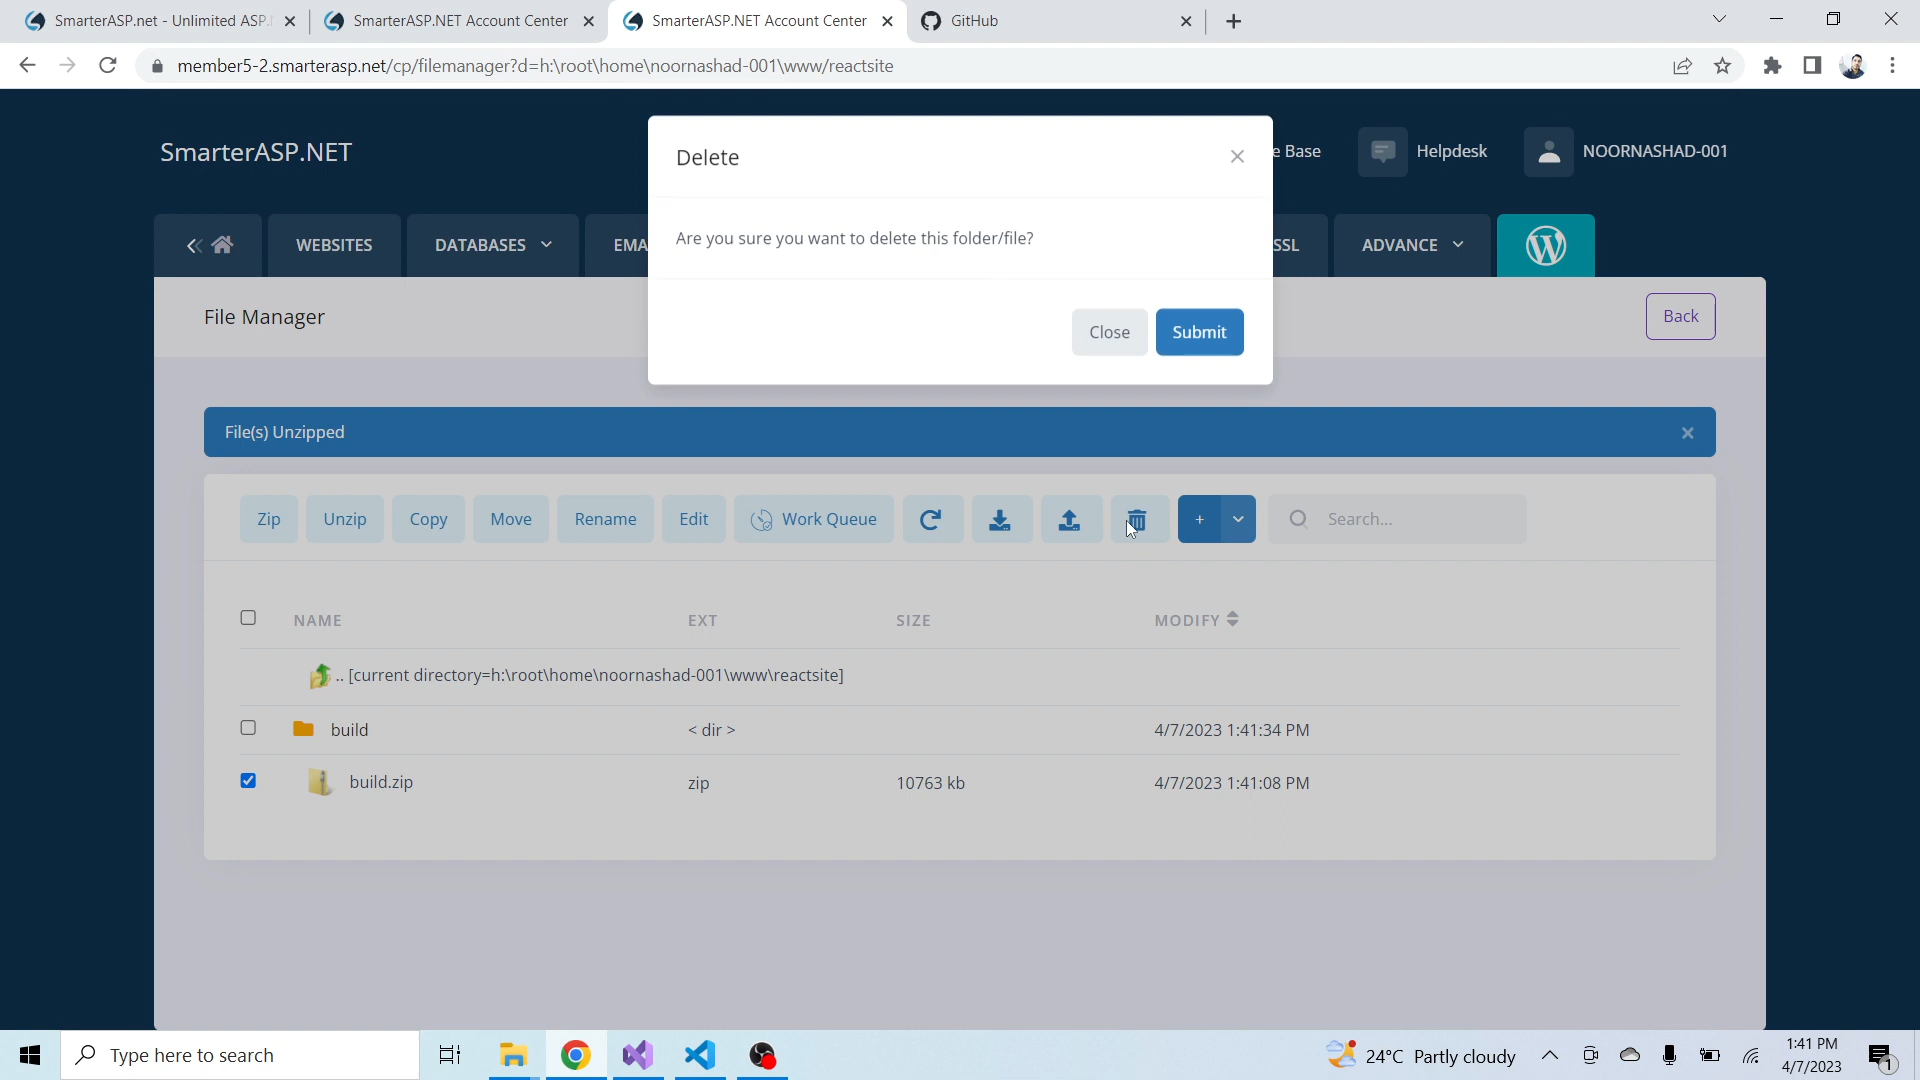 SmarterASP.net - Unlimited ASP.
SmarterASP.NET Account Center
SmarterASP.NET Account Center
GitHub
member5-2.smarterasp.net/cp/filemanager?d=h:\root\home\noornashad-001\www/reactsite
SmarterASP.NET
Delete
e Base
Helpdesk
NOORNASHAD-001
Are you sure you want to delete this folder/file?
WEBSITES
DATABASES
EMA
SSL
ADVANCE
Close
Submit
File Manager
Back
File(s) Unzipped
Zip
Unzip
Copy
Move
Rename
Edit
Work Queue
+
Search...
NAME
EXT
SIZE
MODIFY
.. [current directory=h:\root\home\noornashad-001\www\reactsite]
build
< dir >
4/7/2023 1:41:34 PM
build.zip
zip
10763 kb
4/7/2023 1:41:08 PM
Type here to search
24°C Partly cloudy
1:41 PM
4/7/2023
1